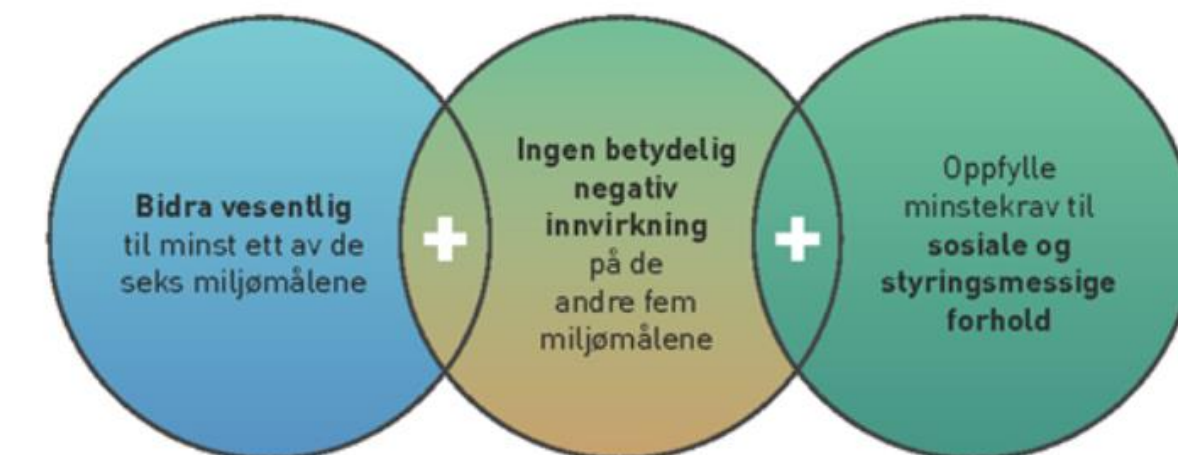 Bidra vesentlig
til minst ett av de
seks miljømålene
Ingen betydelig
negativ
innvirkning
på de
andre fem
miljømålene
Oppfylle
minstekrav til
sosiale og
styringsmessige
forhold